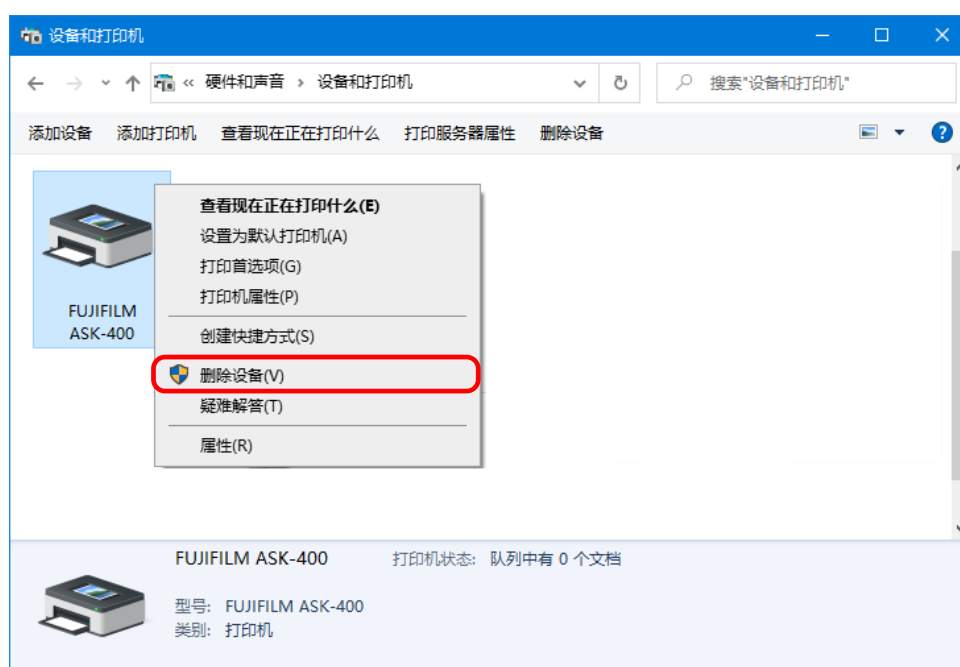 设备和打印机
« 硬件和声音 › 设备和打印机
搜索"设备和打印机"
添加设备 添加打印机 查看现在正在打印什么 打印服务器属性 删除设备
查看现在正在打印什么(E)
设置为默认打印机(A)
打印首选项(G)
打印机属性(P)
创建快捷方式(S)
删除设备(V)
疑难解答(T)
属性(R)
FUJIFILM
ASK-400
FUJIFILM ASK-400 打印机状态: 队列中有 0 个文档
型号: FUJIFILM ASK-400
类别: 打印机